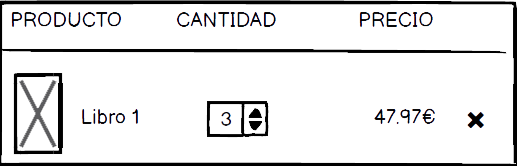 PRODUCTO CANTIDAD PRECIO
Libro 1 3 47.97€